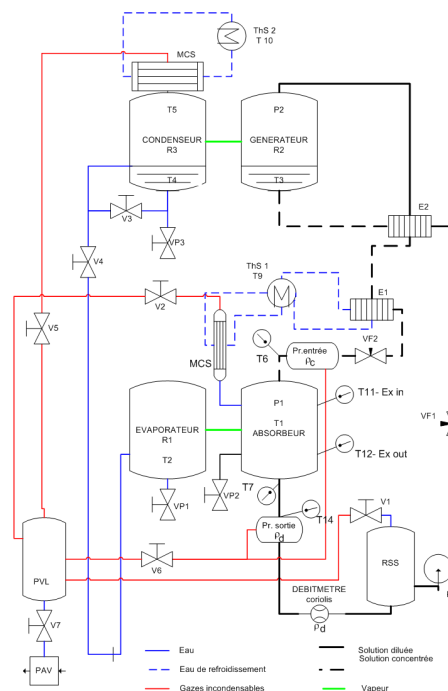 ThS 2
T 10
MCS
T5
CONDENSEUR
R3
T4
P2
GENERATEUR
R2
T3
E2
V3
VP3
V4
ThS 1
T9
V2
E1
V5
T6
Pr.entrée
ρc
VF2
MCS
P1
T11- Ex in
EVAPORATEUR
R1
T2
T1
ABSORBEUR
VF1
T12- Ex out
VP1
VP2
T7
T14
V1
Pr. sortie
ρd
PVL
V6
RSS
V7
DEBITMETRE
coriolis
ρd
PAV
Eau
Eau de refroidissement
Gazes incondensables
Solution diluée
Solution concentrée
Vapeur